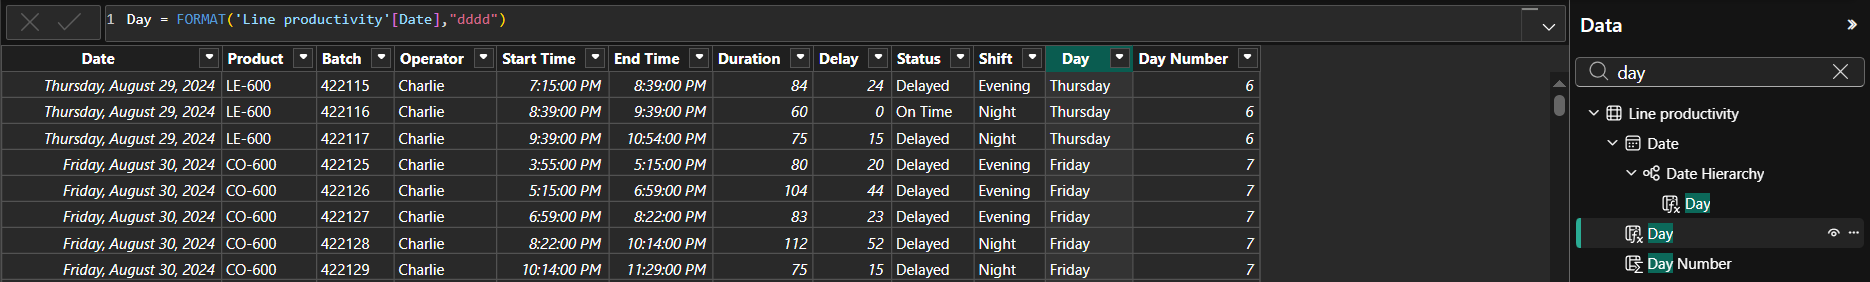 1 Day = FORMAT('Line productivity'[Date],"dddd")
Date Product Batch Operator Start Time End Time Duration Delay Status Shift Day Day Number
Thursday, August 29, 2024 LE-600 422115 Charlie 7:15:00 PM 8:39:00 PM 84 24 Delayed Evening Thursday 6
Thursday, August 29, 2024 LE-600 422116 Charlie 8:39:00 PM 9:39:00 PM 60 0 On Time Night Thursday 6
Thursday, August 29, 2024 LE-600 422117 Charlie 9:39:00 PM 10:54:00 PM 75 15 Delayed Night Thursday 6
Friday, August 30, 2024 CO-600 422125 Charlie 3:55:00 PM 5:15:00 PM 80 20 Delayed Evening Friday 7
Friday, August 30, 2024 CO-600 422126 Charlie 5:15:00 PM 6:59:00 PM 104 44 Delayed Evening Friday 7
Friday, August 30, 2024 CO-600 422127 Charlie 6:59:00 PM 8:22:00 PM 83 23 Delayed Evening Friday 7
Friday, August 30, 2024 CO-600 422128 Charlie 8:22:00 PM 10:14:00 PM 112 52 Delayed Night Friday 7
Friday, August 30, 2024 CO-600 422129 Charlie 10:14:00 PM 11:29:00 PM 75 15 Delayed Night Friday 7
Data
day
Line productivity
Date
Date Hierarchy
Day
Day
Day Number